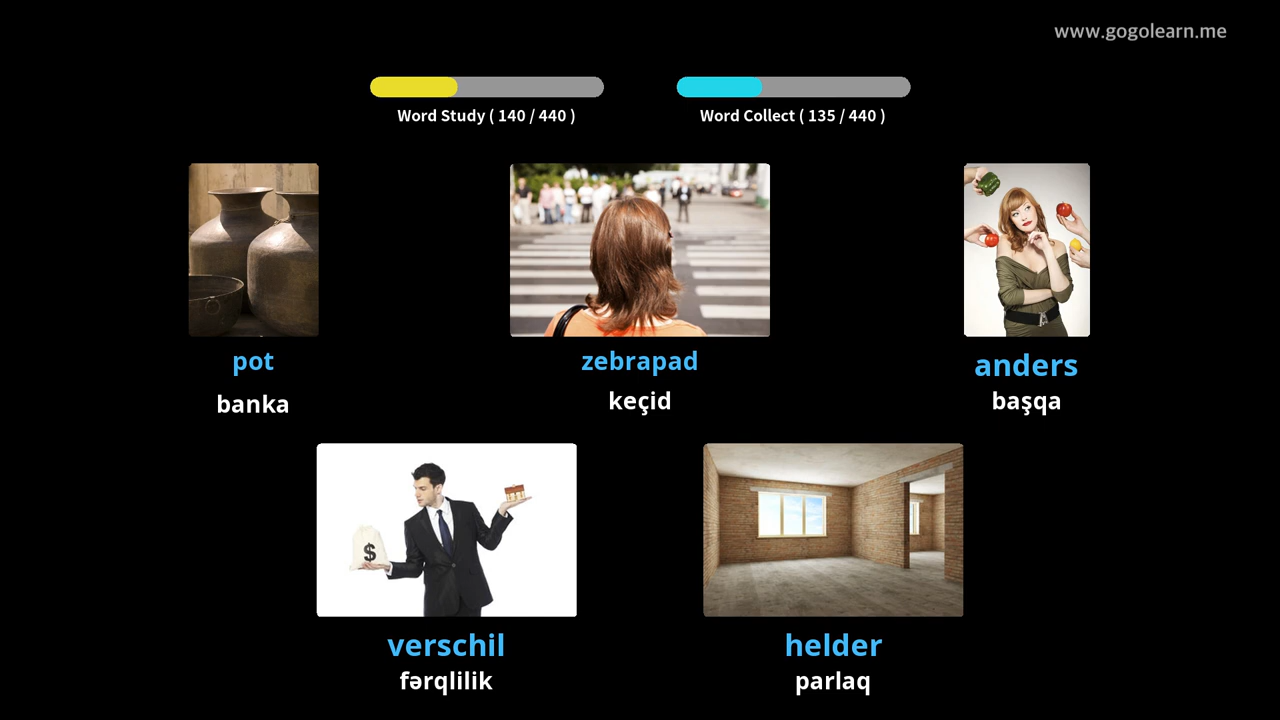 www.gogolearn.me
Word Study ( 140 / 440 )
Word Collect ( 135 / 440 )
pot
banka
zebrapad
keçid
anders
başqa
$
verschil
fərqlilik
helder
parlaq